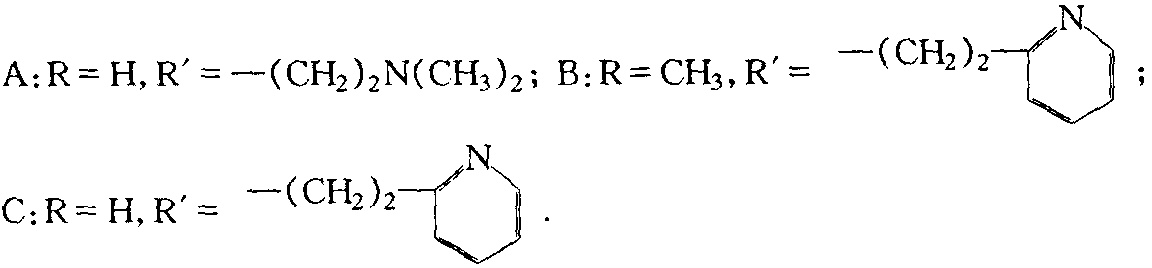 A:R=H,R′=—(CH₂)₂N(CH₃)₂; B:R=CH₃,R′= —(CH₂)₂— N ;
C:R=H,R′= —(CH₂)₂— N .